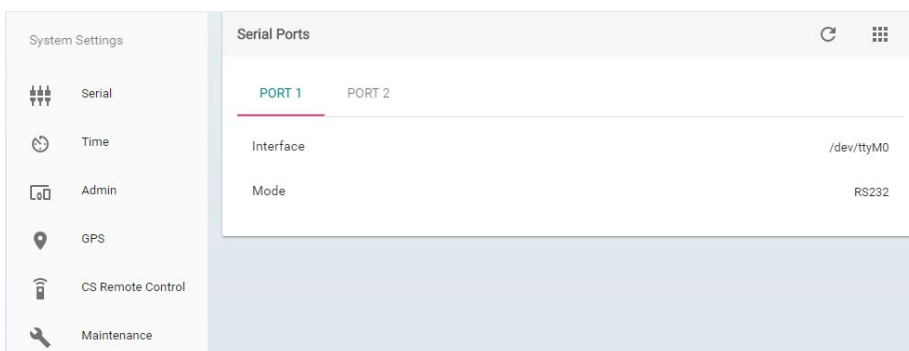 System Settings
Serial
Time
Admin
GPS
CS Remote Control
Maintenance
Serial Ports
PORT 1 PORT 2
Interface /dev/ttyM0
Mode RS232